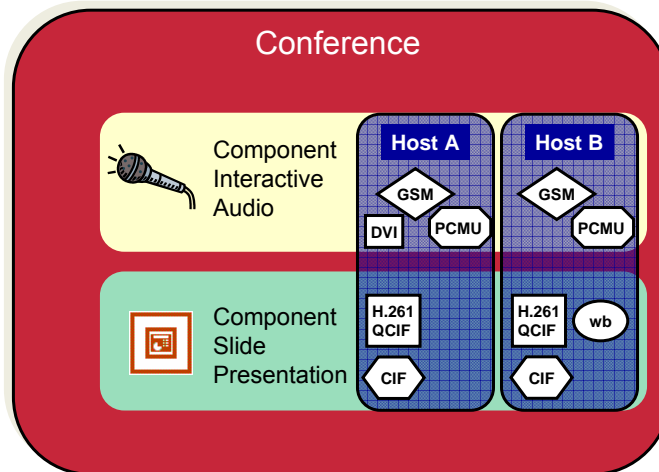 Conference
Component
Interactive
Audio
Host A
GSM
DVI
PCMU
Host B
GSM
PCMU
Component
Slide
Presentation
H.261
QCIF
CIF
H.261
QCIF
wb
CIF